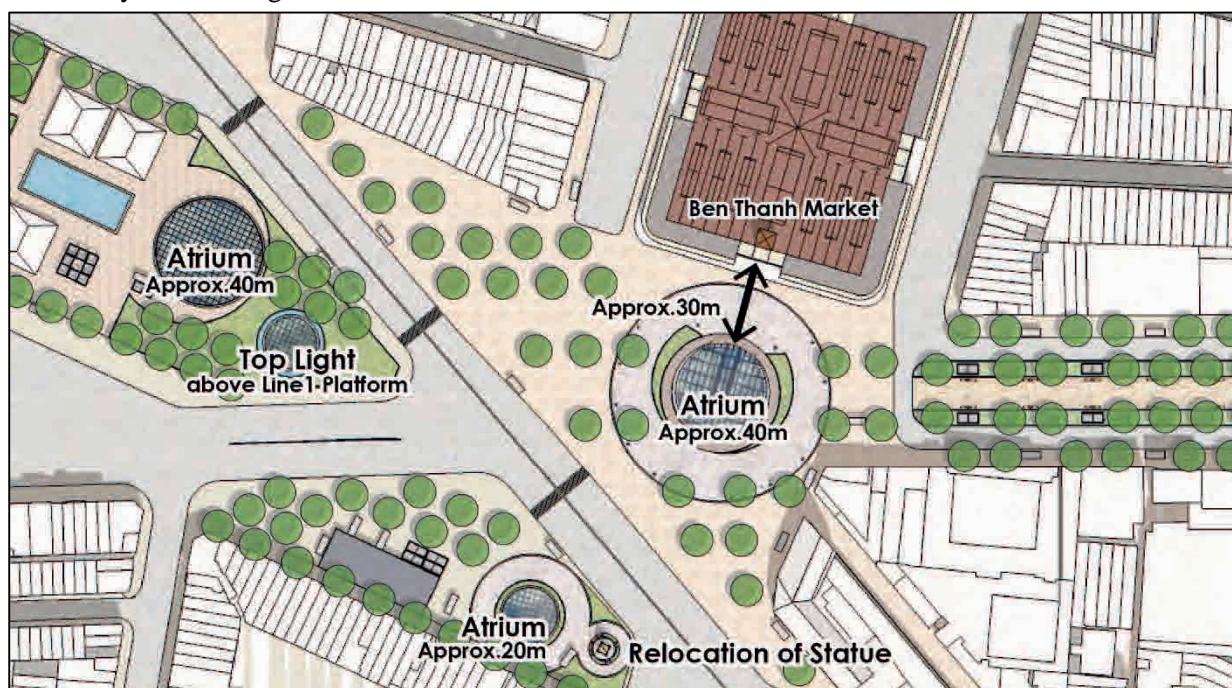 Ben Thanh Market
Atrium
Approx.40m
Approx.30m
Top Light
above Line1-Platform
Atrium
Approx.40m
Atrium
Approx.20m
Relocation of Statue